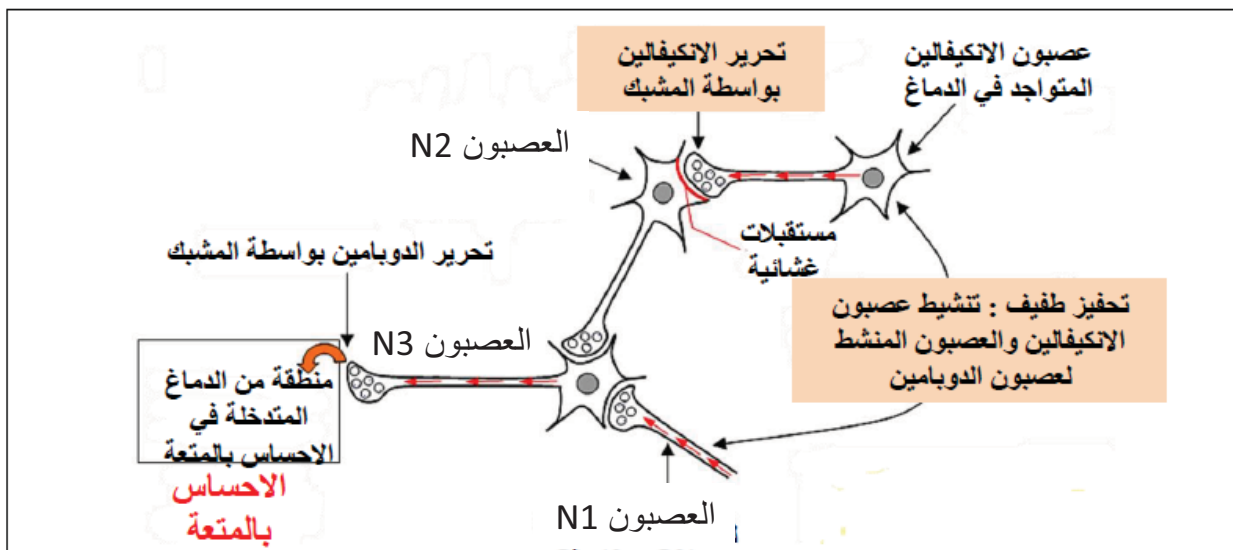 عصبون الانكيفالين
المتواجد في الدماغ
تحرير الانكيفالين
بواسطة المشبك
العصبون N2
مستقبلات
غشائية
تحرير الدوبامين بواسطة المشبك
تحفيز طفيف : تنشيط عصبون
الانكيفالين والعصبون المنشط
لعصبون الدوبامين
العصبون N3
منطقة من الدماغ
المتدخلة في
الاحساس بالمتعة
الاحساس
بالمتعة
العصبون N1